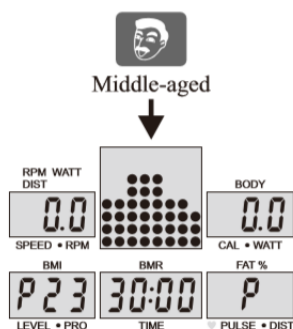 Middle-aged
RPM WATT
DIST
BODY
0.0
0.0
SPEED • RPM
CAL • WATT
BMI
BMR
FAT %
P23
30:00
P
LEVEL • PRO
TIME
♥ PULSE • DIST